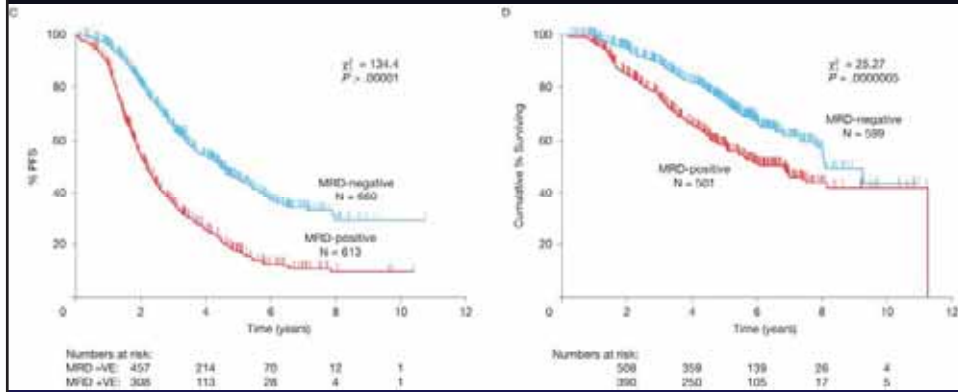 C
% PFS
100
80
60
40
20
0
2
4
6
8
10
12
Time (years)
χ²₁ = 134.4
P > .00001
MRD-negative
N = 660
MRD-positive
N = 613
Numbers at risk:
MRD –VE: 457 214 70 12 1
MRD +VE: 308 113 28 4 1
D
Cumulative % Surviving
100
80
60
40
20
0
2
4
6
8
10
12
Time (years)
χ²₁ = 25.27
P = .0000005
MRD-negative
N = 599
MRD-positive
N = 501
Numbers at risk:
508 359 139 26 4
390 250 105 17 5